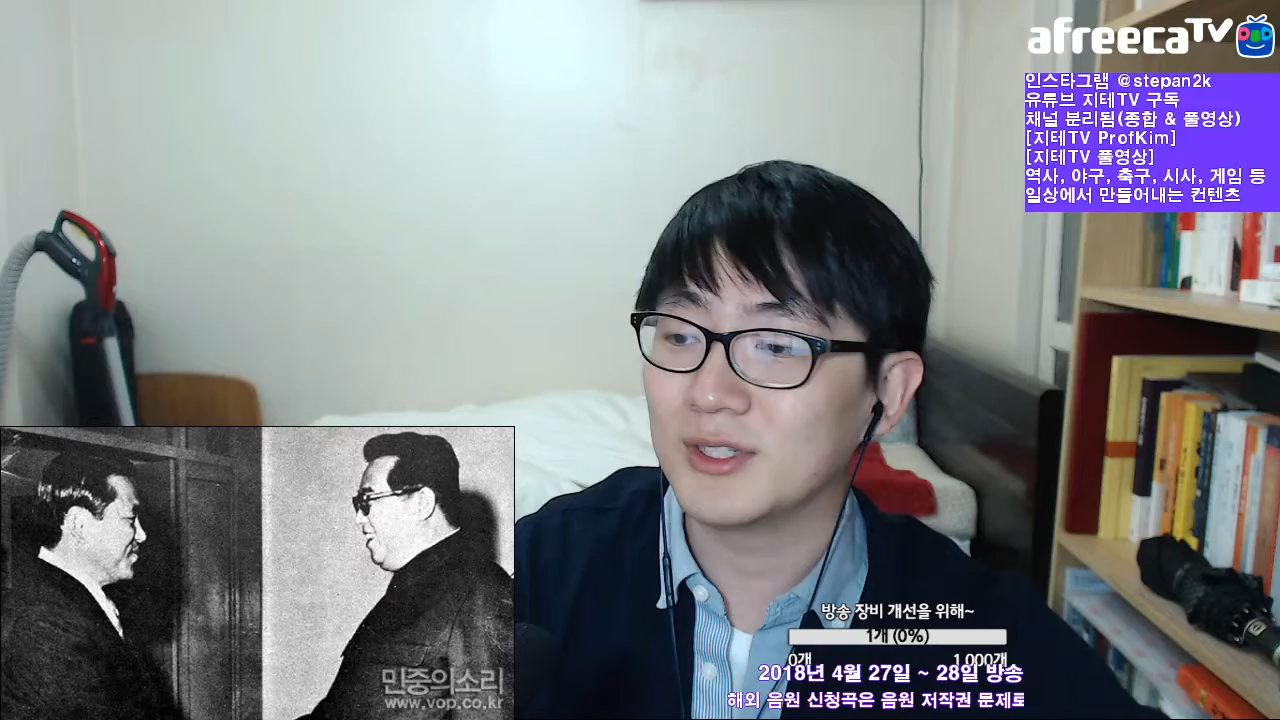 afreecaTV
인스타그램 @stepan2k
유튜브 지테TV 구독
채널 분리됨(종합 & 풀영상)
[지테TV ProfKim]
[지테TV 풀영상]
역사, 야구, 축구, 시사, 게임 등
일상에서 만들어내는 컨텐츠
방송 장비 개선을 위해~
1개 (0%)
0개 1,000개
2018년 4월 27일 ~ 28일 방송
해외 음원 신청곡은 음원 저작권 문제로
민중의소리
www.vop.co.kr